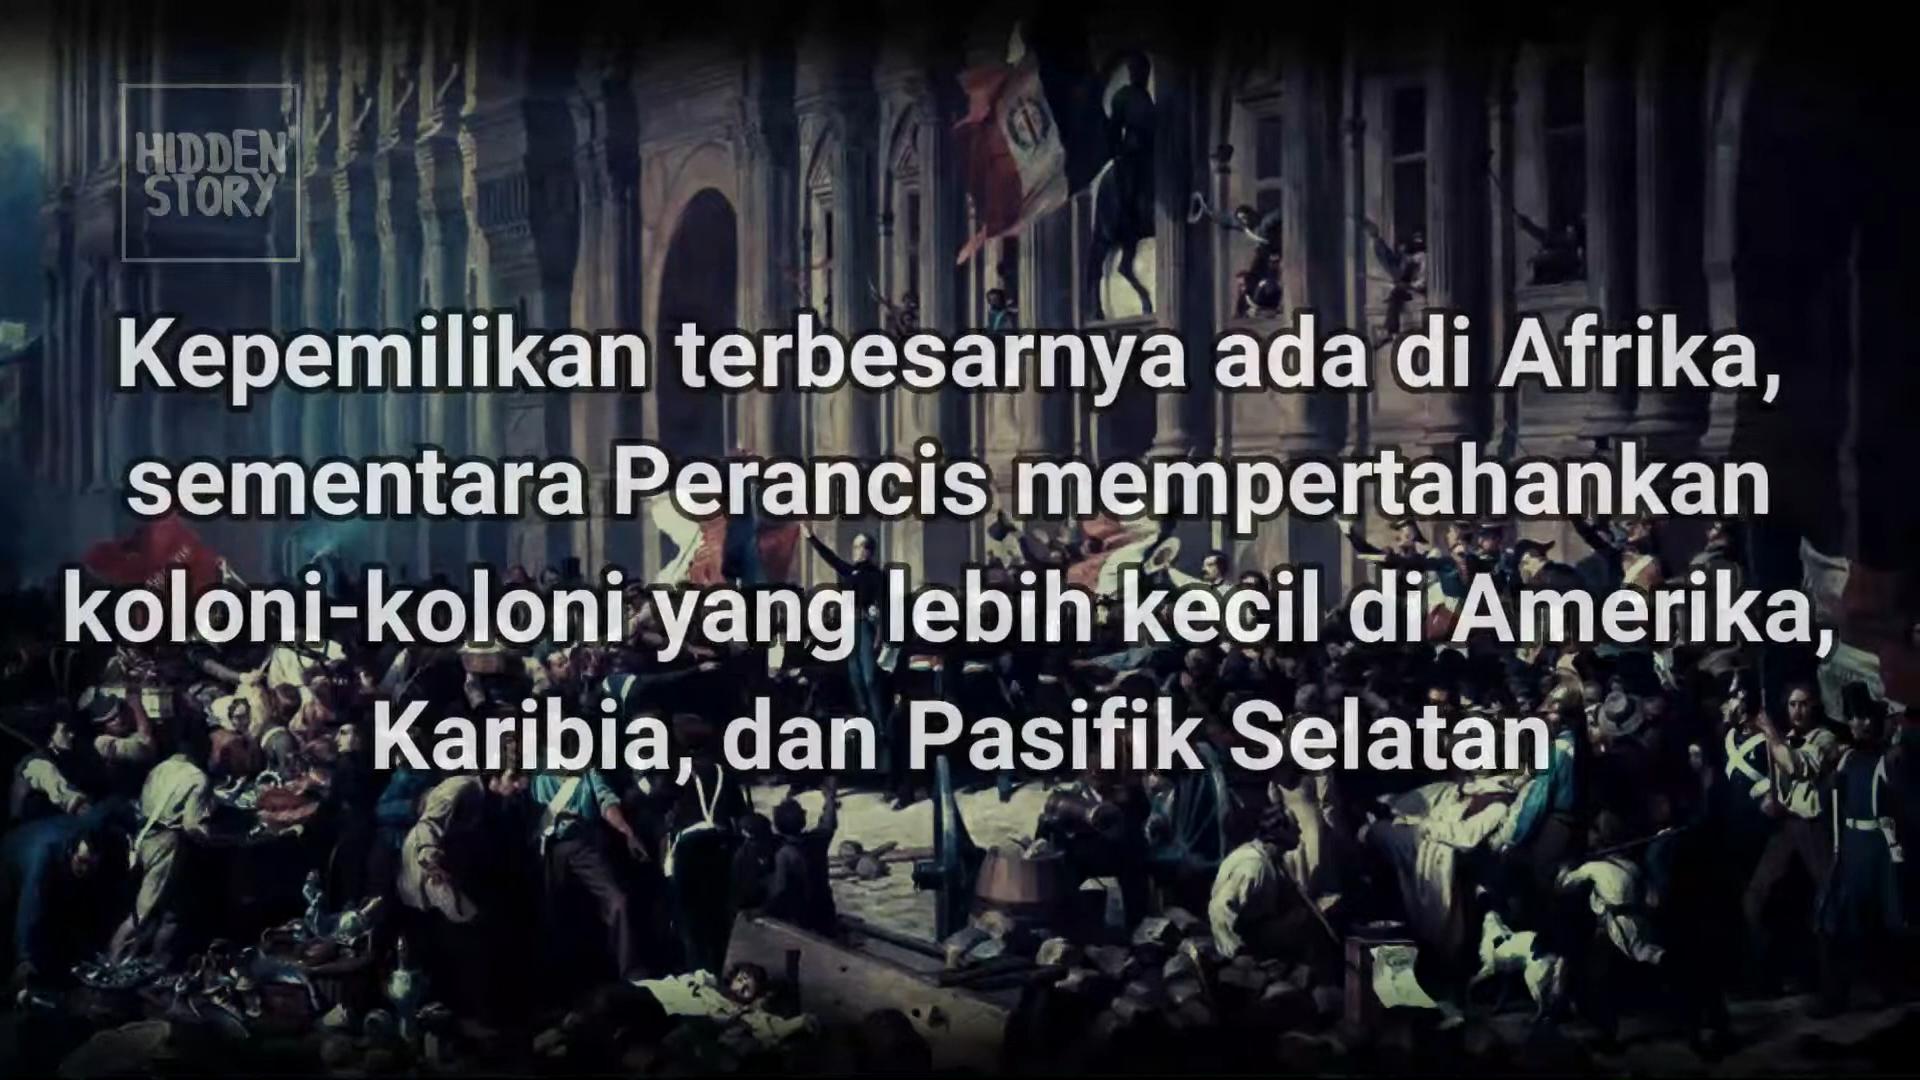 HIDDEN
STORY
Kepemilikan terbesarnya ada di Afrika,
sementara Perancis mempertahankan
koloni-koloni yang lebih kecil di Amerika,
Karibia, dan Pasifik Selatan